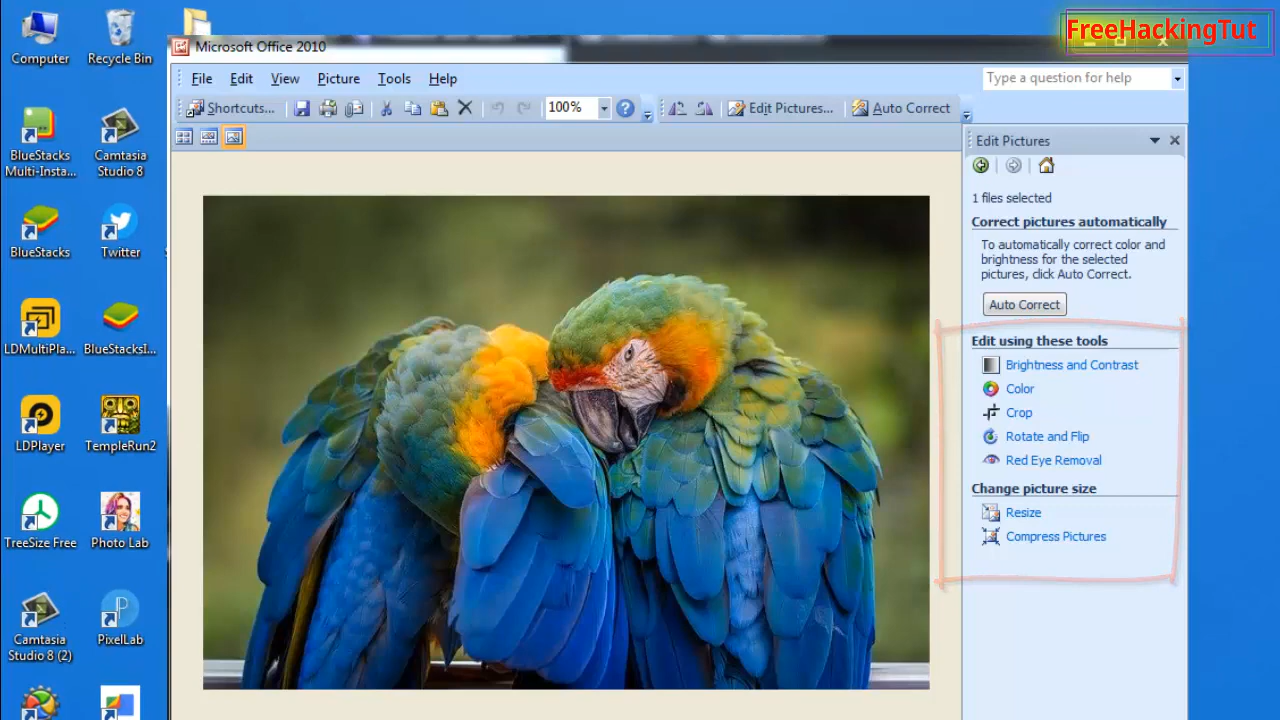 FreeHackingTut
Computer
Recycle Bin
BlueStacks
Multi-Insta...
Camtasia
Studio 8
BlueStacks
Twitter
LDMultiPla...
BlueStacksI...
LDPlayer
TempleRun2
TreeSize Free
Photo Lab
Camtasia
Studio 8 (2)
PixelLab
Microsoft Office 2010
File Edit View Picture Tools Help
Type a question for help
Shortcuts... 100% Edit Pictures... Auto Correct
Edit Pictures
1 files selected
Correct pictures automatically
To automatically correct color and
brightness for the selected
pictures, click Auto Correct.
Auto Correct
Edit using these tools
Brightness and Contrast
Color
Crop
Rotate and Flip
Red Eye Removal
Change picture size
Resize
Compress Pictures